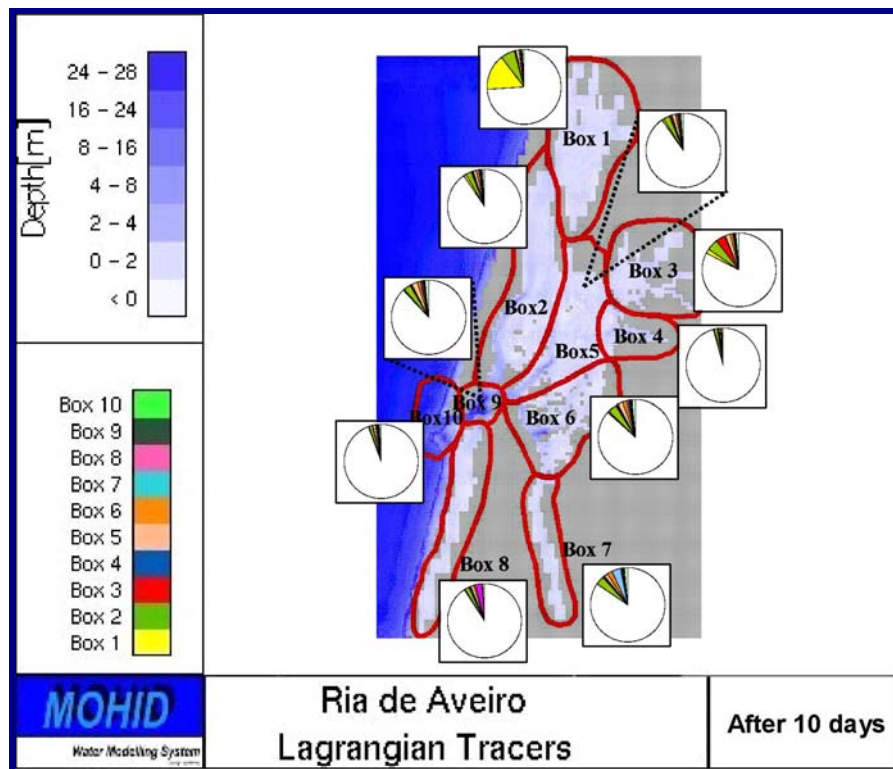 Depth[m]
24 - 28
16 - 24
8 - 16
4 - 8
2 - 4
0 - 2
< 0
Box 10
Box 9
Box 8
Box 7
Box 6
Box 5
Box 4
Box 3
Box 2
Box 1
Box 1
Box 3
Box2
Box 4
Box5
Box 9
Box10
Box 6
Box 8
Box 7
MOHID
Water Modelling System
Ria de Aveiro
Lagrangian Tracers
After 10 days